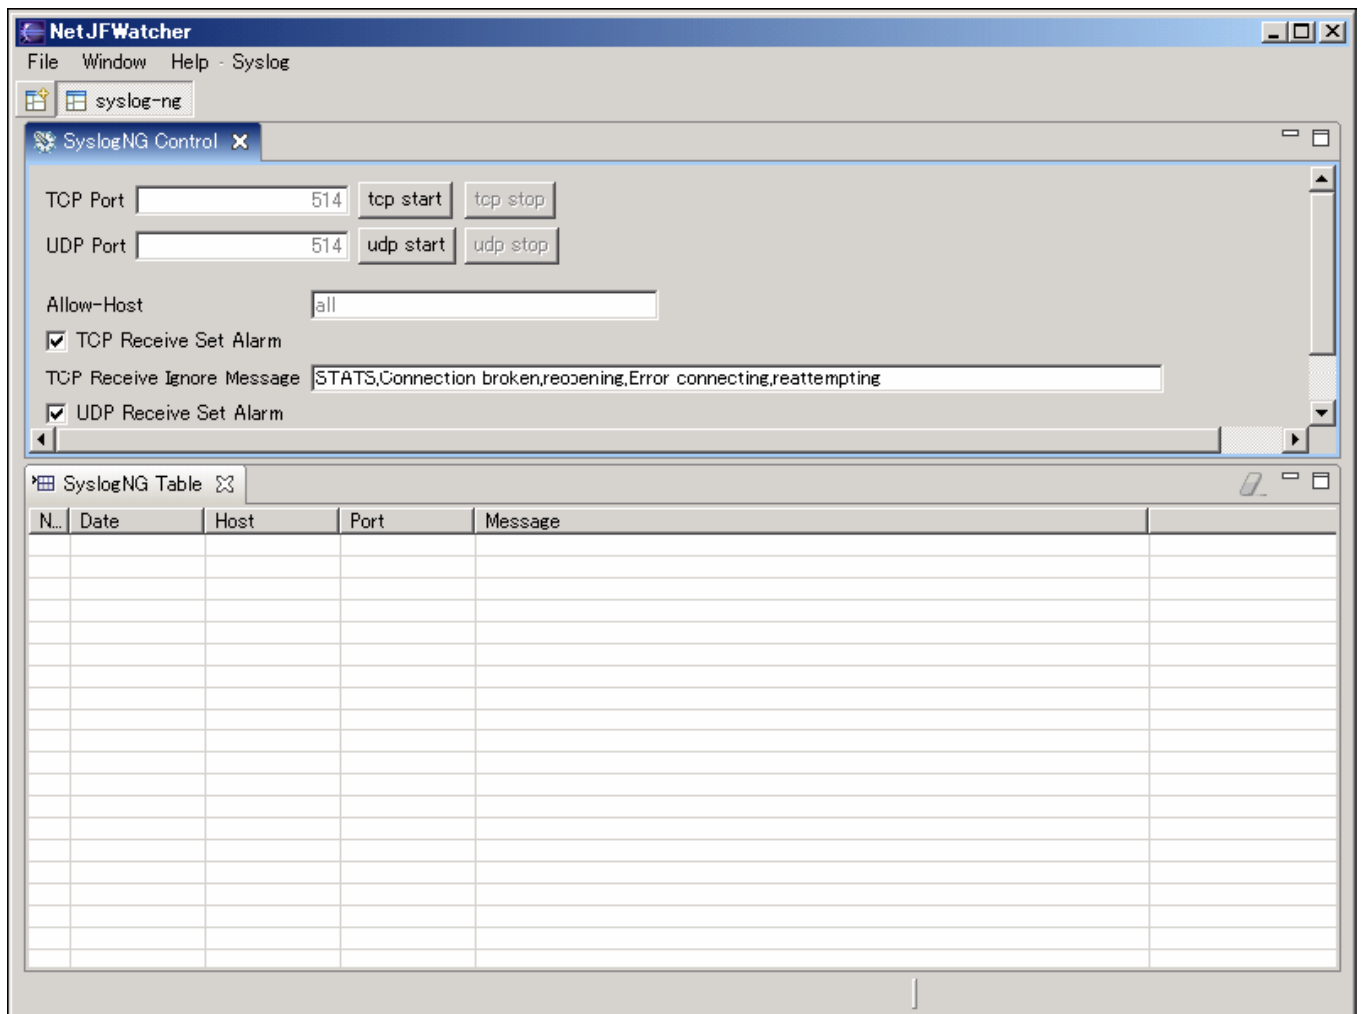 NetJFWatcher
File Window Help - Syslog
syslog-ng
SyslogNG Control
TCP Port 514 tcp start tcp stop
UDP Port 514 udp start udp stop
Allow-Host all
TCP Receive Set Alarm
TCP Receive Ignore Message STATS,Connection broken,reopening,Error connecting,reattempting
UDP Receive Set Alarm
SyslogNG Table
N... Date Host Port Message